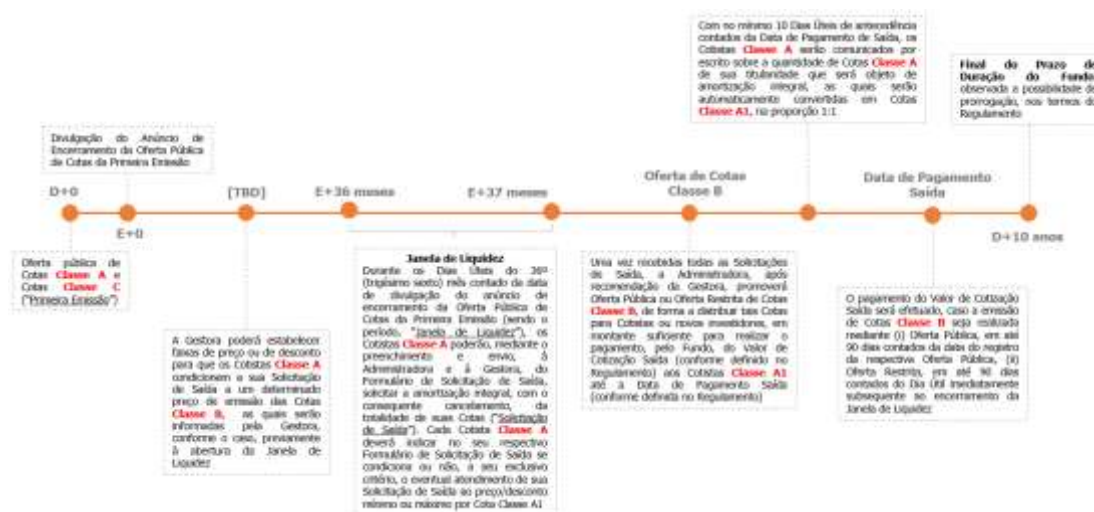 Com no mínimo 10 Dias Úteis de antecedência
contados da Data de Pagamento de Saída, os
Cotistas Classe A serão comunicados por
escrito sobre a quantidade de Cotas Classe A
de sua titularidade que será objeto de
amortização integral, as quais serão
automaticamente convertidas em Cotas
Classe A1, na proporção 1:1
Final do Prazo de
Duração do Fundo,
observada a possibilidade de
prorrogação, nos termos do
Regulamento
Divulgação do Anúncio de
Encerramento da Oferta Pública
de Cotas da Primeira Emissão
D+0
[TBD]
E+36 meses
E+37 meses
Oferta de Cotas
Classe B
Data de Pagamento
Saída
E+0
D+10 anos
Oferta pública de
Cotas Classe A e
Cotas Classe C
("Primeira Emissão")
A Gestora poderá estabelecer
faixas de preço ou de desconto
para que os Cotistas Classe A
condicionem a sua Solicitação
de Saída a um determinado
preço de emissão das Cotas
Classe B, as quais serão
informadas pela Gestora,
conforme o caso, previamente
à abertura da Janela de
Liquidez
Janela de Liquidez
Durante os Dias Úteis do 36º
(trigésimo sexto) mês contado da data
de divulgação do anúncio de
encerramento da Oferta Pública de
Cotas da Primeira Emissão (sendo o
período, "Janela de Liquidez"), os
Cotistas Classe A poderão, mediante o
preenchimento e envio, à
Administradora e à Gestora, do
Formulário de Solicitação de Saída,
solicitar a amortização integral, com o
consequente cancelamento, da
totalidade de suas Cotas ("Solicitação
de Saída"). Cada Cotista Classe A
deverá indicar no seu respectivo
Formulário de Solicitação de Saída se
condiciona ou não, a seu exclusivo
critério, o eventual atendimento de sua
Solicitação de Saída ao preço/desconto
mínimo ou máximo por Cota Classe A1
Uma vez recebidas todas as Solicitações
de Saída, a Administradora, após
recomendação da Gestora, promoverá
Oferta Pública ou Oferta Restrita de Cotas
Classe B, de forma a distribuir tais Cotas
para Cotistas ou novos investidores, em
montante suficiente para realizar o
pagamento, pelo Fundo, do Valor de
Cotização Saída (conforme definido no
Regulamento) aos Cotistas Classe A1
até a Data de Pagamento Saída
(conforme definida no Regulamento)
O pagamento do Valor de Cotização
Saída será efetuado, caso a emissão
de Cotas Classe B seja realizada
mediante (i) Oferta Pública, em até
90 dias contados da data do registro
da respectiva Oferta Pública, (ii)
Oferta Restrita, em até 90 dias
contados do Dia Útil imediatamente
subsequente ao encerramento da
Janela de Liquidez